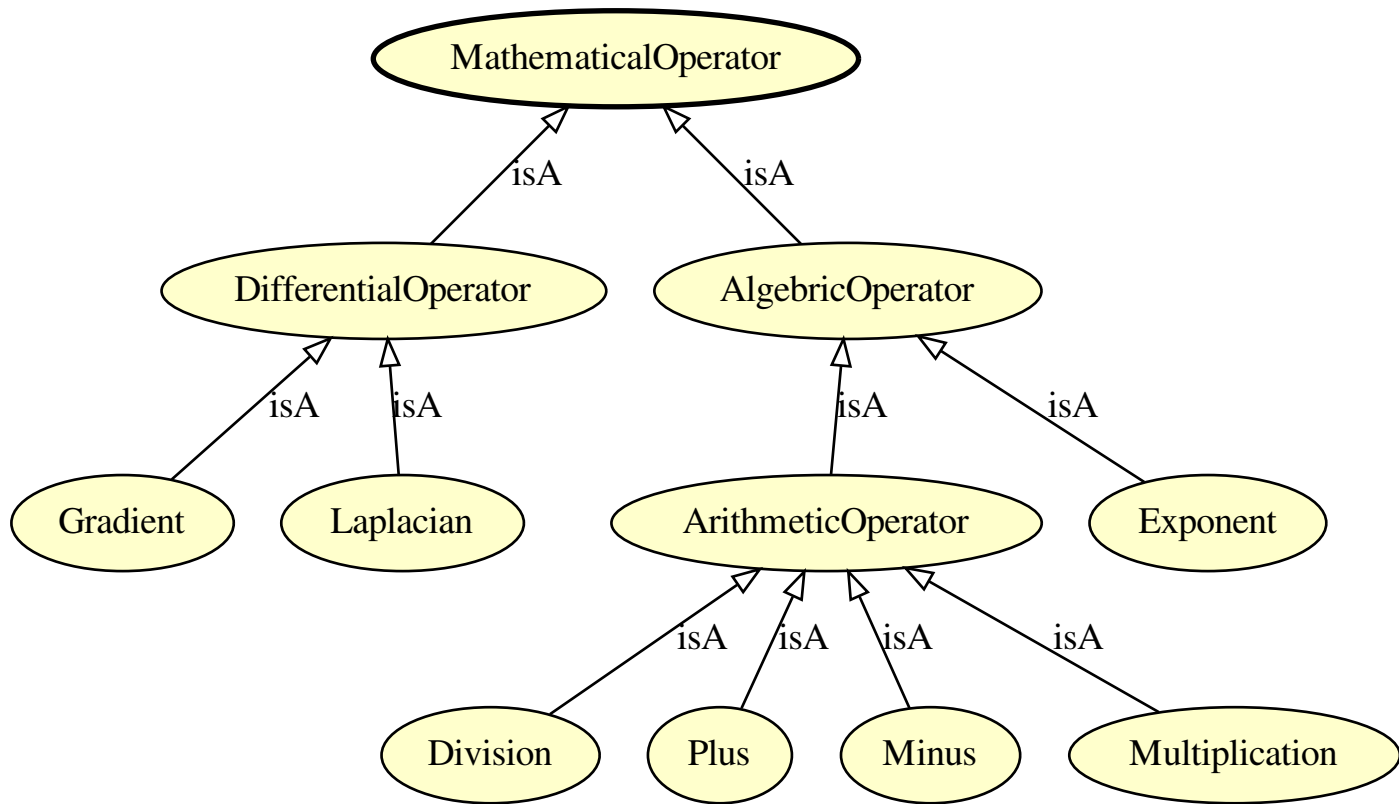 MathematicalOperator
isA
isA
DifferentialOperator
AlgebricOperator
isA
isA
isA
isA
Gradient
Laplacian
ArithmeticOperator
Exponent
isA
isA
isA
isA
Division
Plus
Minus
Multiplication